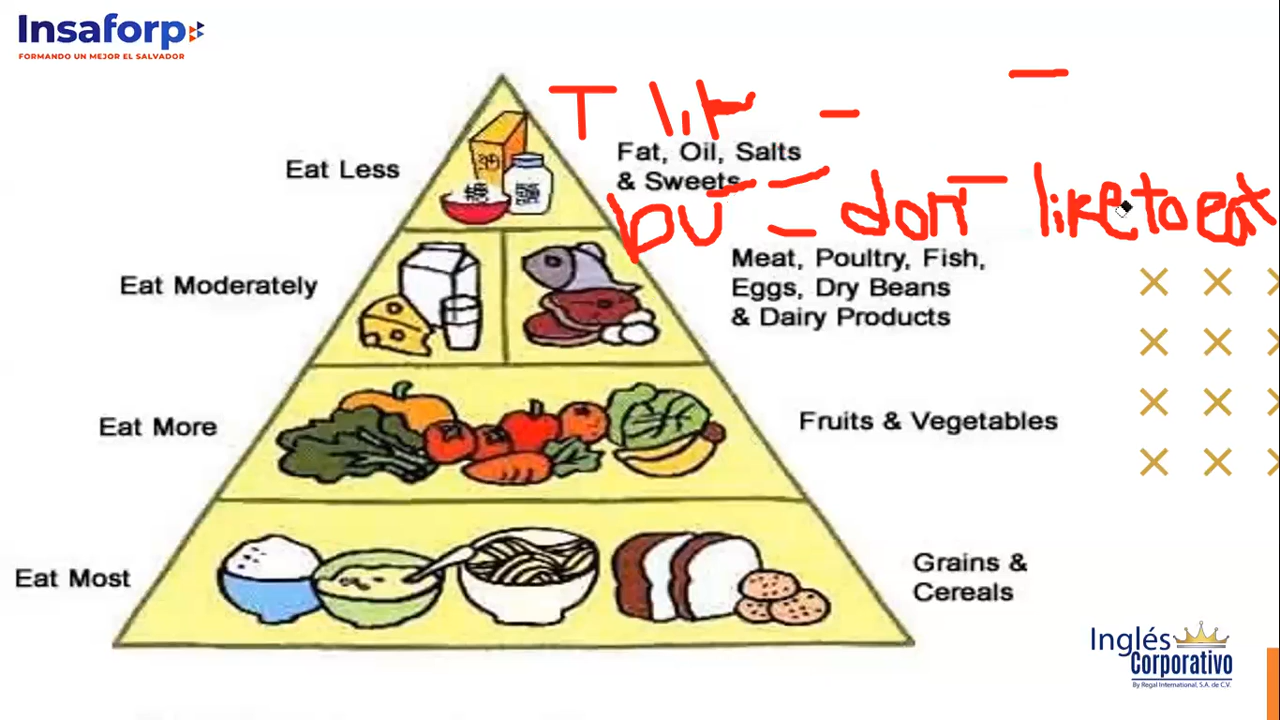 Insaforp
FORMANDO UN MEJOR EL SALVADOR
I lik
Eat Less
Fat, Oil, Salts
& Sweets
bu don like to eat
Eat Moderately
Meat, Poultry, Fish,
Eggs, Dry Beans
& Dairy Products
Eat More
Fruits & Vegetables
Eat Most
Grains &
Cereals
Inglés
Corporativo
By Regal International, S.A. de C.V.